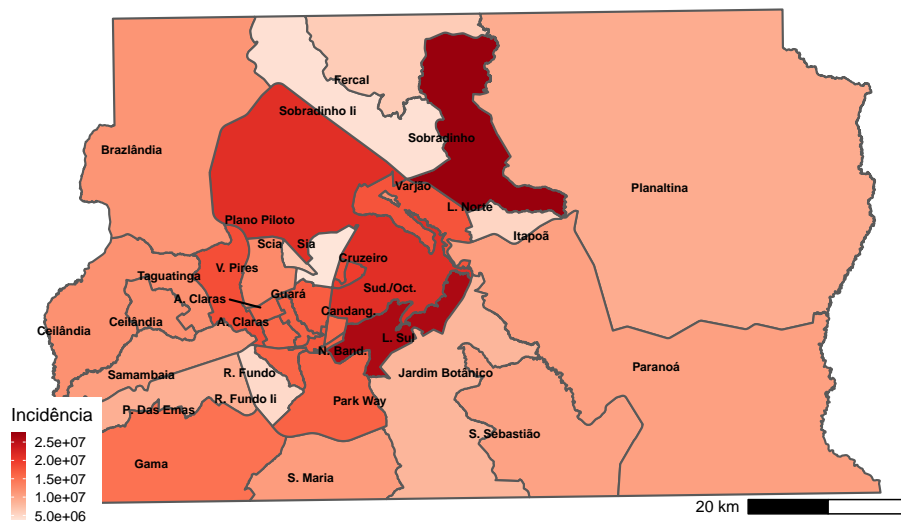 Fercal
Sobradinho Ii
Sobradinho
Brazlândia
Varjão
Planaltina
L. Norte
Plano Piloto
Itapoã
Scia
Sia
Cruzeiro
V. Pires
Taguatinga
Sud./Oct.
Guará
A. Claras
Candang.
Ceilândia
Ceilândia
A. Claras
L. Sul
N. Band.
Paranoá
R. Fundo
Jardim Botânico
Samambaia
R. Fundo Ii
Park Way
P. Das Emas
Incidência
S. Sebastião
2.5e+07
2.0e+07
Gama
1.5e+07
S. Maria
1.0e+07
20 km
5.0e+06